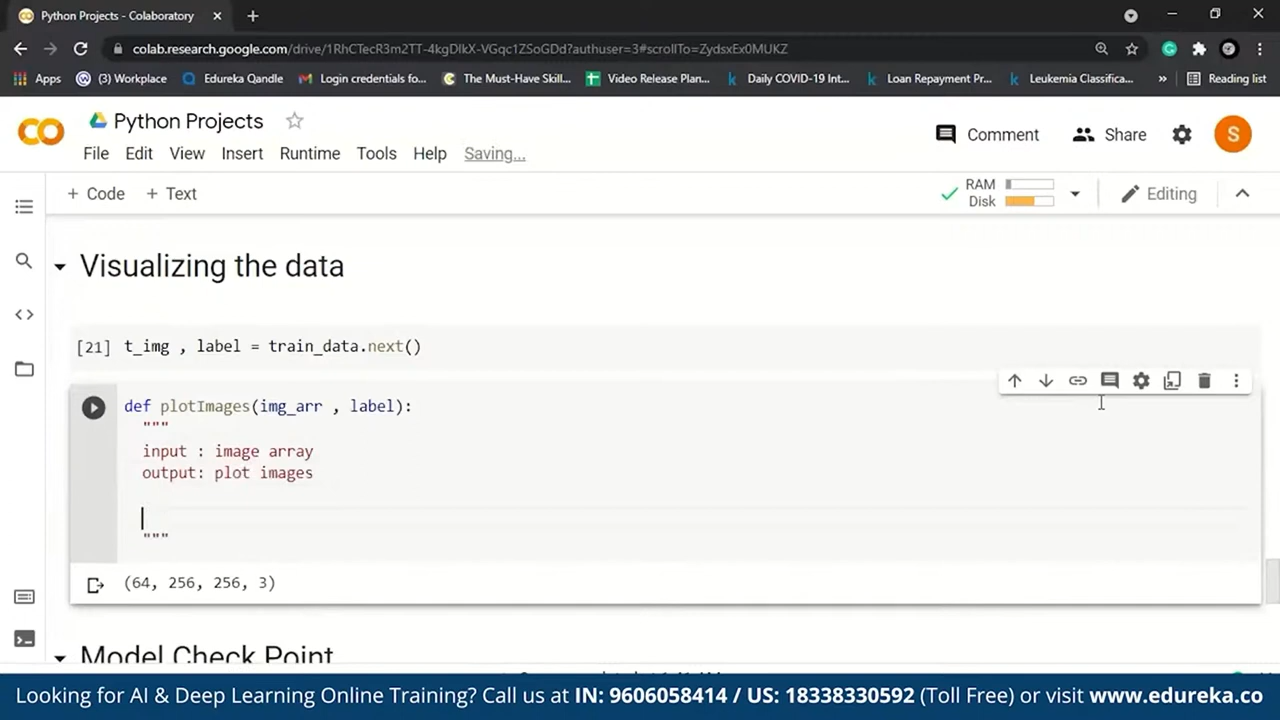 Python Projects - Colaboratory
colab.research.google.com/drive/1RhCTecR3m2TT-4kgDIkX-VGqc1ZSoGDd?authuser=3#scrollTo=ZydsxEx0MUKZ
Apps (3) Workplace Edureka Qandle Login credentials fo... The Must-Have Skill... Video Release Plan... Daily COVID-19 Int... Loan Repayment Pr... Leukemia Classifica... » Reading list
Python Projects
Comment Share S
File Edit View Insert Runtime Tools Help Saving...
+ Code + Text
RAM
Disk
Editing
Visualizing the data
[21] t_img , label = train_data.next()
def plotImages(img_arr , label):
"""
input : image array
output: plot images
"""
(64, 256, 256, 3)
Model Check Point
Looking for AI & Deep Learning Online Training? Call us at IN: 9606058414 / US: 18338330592 (Toll Free) or visit www.edureka.co